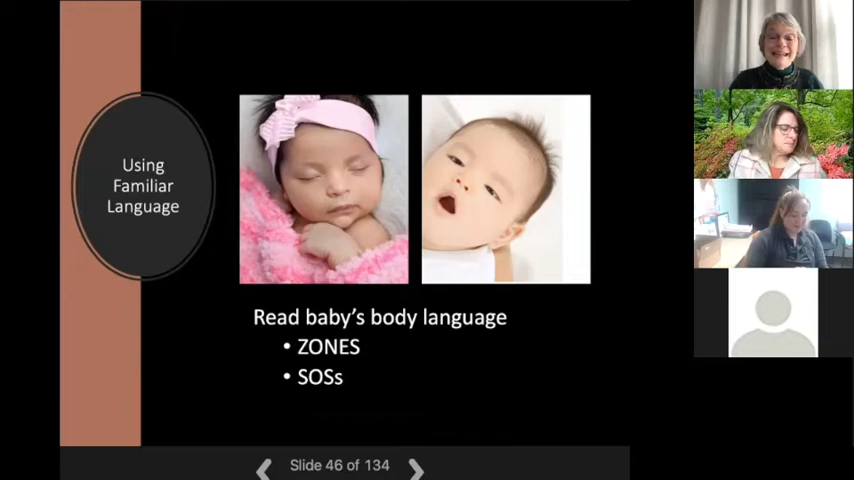 Using
Familiar
Language
Read baby's body language
• ZONES
• SOSs
Slide 46 of 134